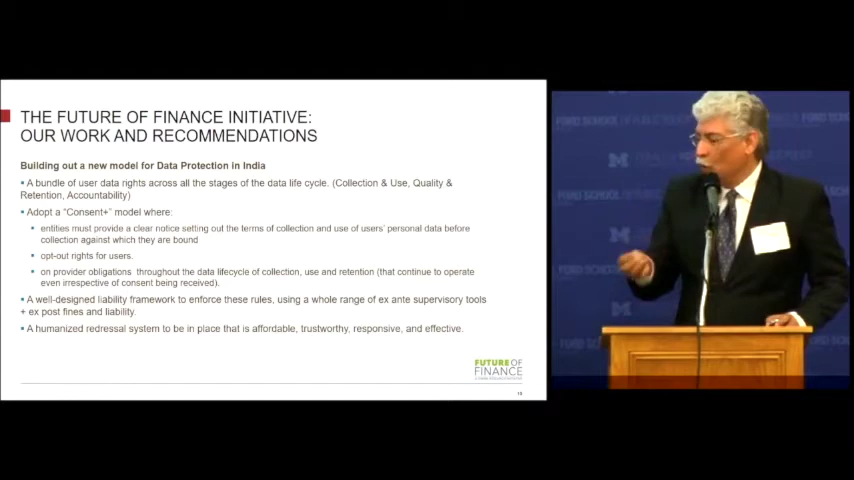 THE FUTURE OF FINANCE INITIATIVE:
OUR WORK AND RECOMMENDATIONS
Building out a new model for Data Protection in India
▪ A bundle of user data rights across all the stages of the data life cycle. (Collection & Use, Quality &
Retention, Accountability)
▪ Adopt a “Consent+” model where:
▪ entities must provide a clear notice setting out the terms of collection and use of users' personal data before
collection against which they are bound
▪ opt-out rights for users.
▪ on provider obligations throughout the data lifecycle of collection, use and retention (that continue to operate
even irrespective of consent being received).
▪ A well-designed liability framework to enforce these rules, using a whole range of ex ante supervisory tools
+ ex post fines and liability.
▪ A humanized redressal system to be in place that is affordable, trustworthy, responsive, and effective.
FUTURE OF
FINANCE
FORD SCHOOL
M
FORD SCHOOL
M